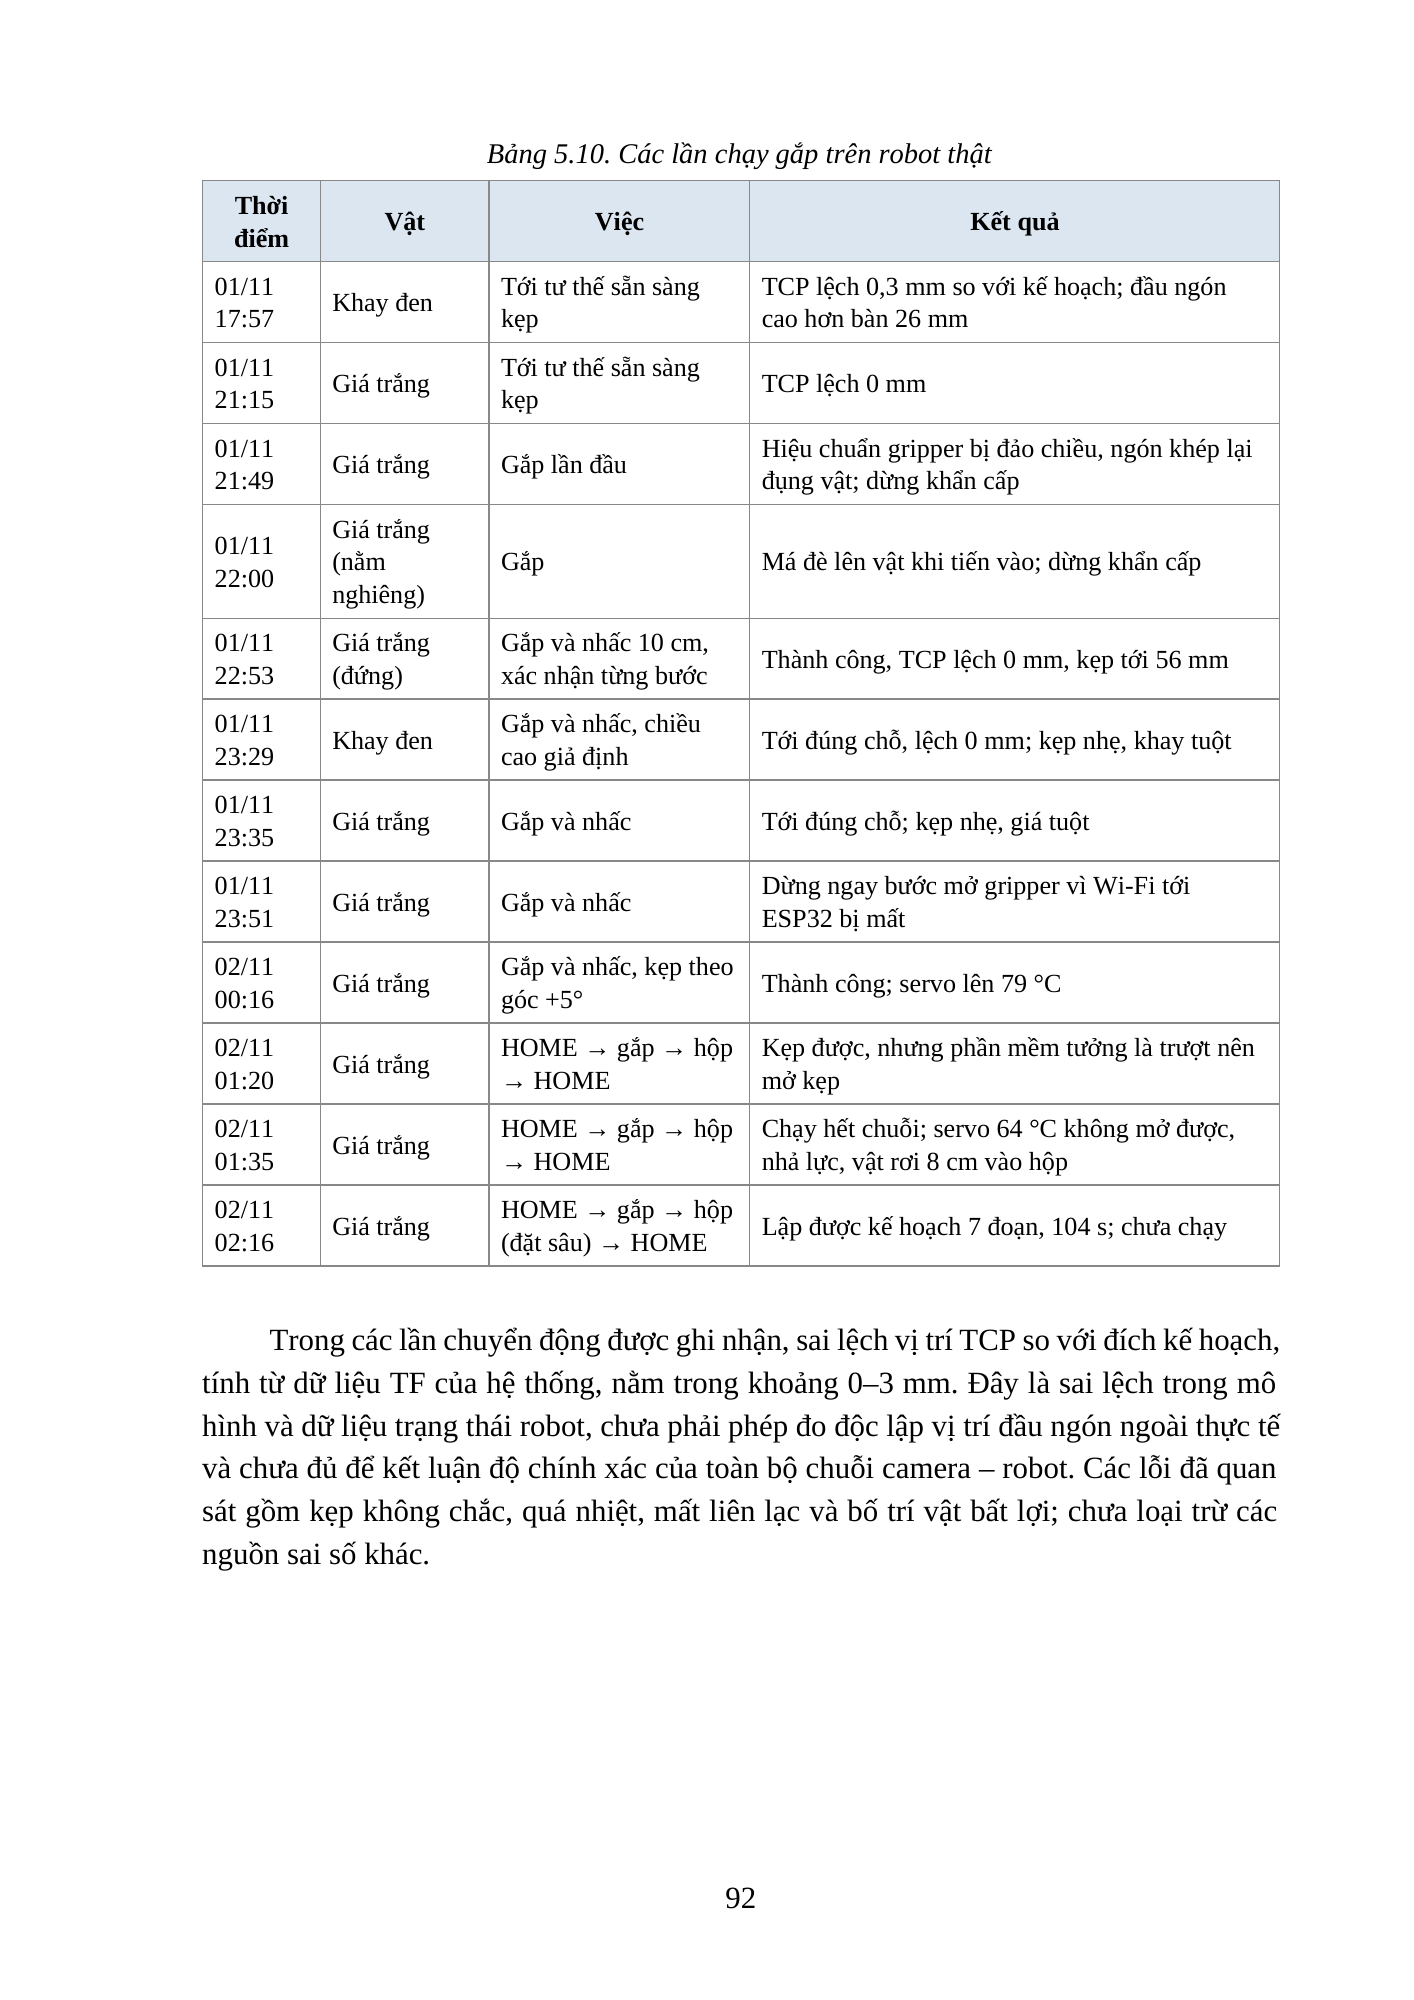 Bảng 5.10. Các lần chạy gắp trên robot thật
Thời
điểm
Vật
Việc
Kết quả
01/11
17:57
Khay đen
Tới tư thế sẵn sàng
kẹp
TCP lệch 0,3 mm so với kế hoạch; đầu ngón
cao hơn bàn 26 mm
01/11
21:15
Giá trắng
Tới tư thế sẵn sàng
kẹp
TCP lệch 0 mm
01/11
21:49
Giá trắng
Gắp lần đầu
Hiệu chuẩn gripper bị đảo chiều, ngón khép lại
đụng vật; dừng khẩn cấp
01/11
22:00
Giá trắng
(nằm
nghiêng)
Gắp
Má đè lên vật khi tiến vào; dừng khẩn cấp
01/11
22:53
Giá trắng
(đứng)
Gắp và nhấc 10 cm,
xác nhận từng bước
Thành công, TCP lệch 0 mm, kẹp tới 56 mm
01/11
23:29
Khay đen
Gắp và nhấc, chiều
cao giả định
Tới đúng chỗ, lệch 0 mm; kẹp nhẹ, khay tuột
01/11
23:35
Giá trắng
Gắp và nhấc
Tới đúng chỗ; kẹp nhẹ, giá tuột
01/11
23:51
Giá trắng
Gắp và nhấc
Dừng ngay bước mở gripper vì Wi-Fi tới
ESP32 bị mất
02/11
00:16
Giá trắng
Gắp và nhấc, kẹp theo
góc +5°
Thành công; servo lên 79 °C
02/11
01:20
Giá trắng
HOME → gắp → hộp
→ HOME
Kẹp được, nhưng phần mềm tưởng là trượt nên
mở kẹp
02/11
01:35
Giá trắng
HOME → gắp → hộp
→ HOME
Chạy hết chuỗi; servo 64 °C không mở được,
nhả lực, vật rơi 8 cm vào hộp
02/11
02:16
Giá trắng
HOME → gắp → hộp
(đặt sâu) → HOME
Lập được kế hoạch 7 đoạn, 104 s; chưa chạy
Trong các lần chuyển động được ghi nhận, sai lệch vị trí TCP so với đích kế hoạch,
tính từ dữ liệu TF của hệ thống, nằm trong khoảng 0–3 mm. Đây là sai lệch trong mô
hình và dữ liệu trạng thái robot, chưa phải phép đo độc lập vị trí đầu ngón ngoài thực tế
và chưa đủ để kết luận độ chính xác của toàn bộ chuỗi camera – robot. Các lỗi đã quan
sát gồm kẹp không chắc, quá nhiệt, mất liên lạc và bố trí vật bất lợi; chưa loại trừ các
nguồn sai số khác.
92